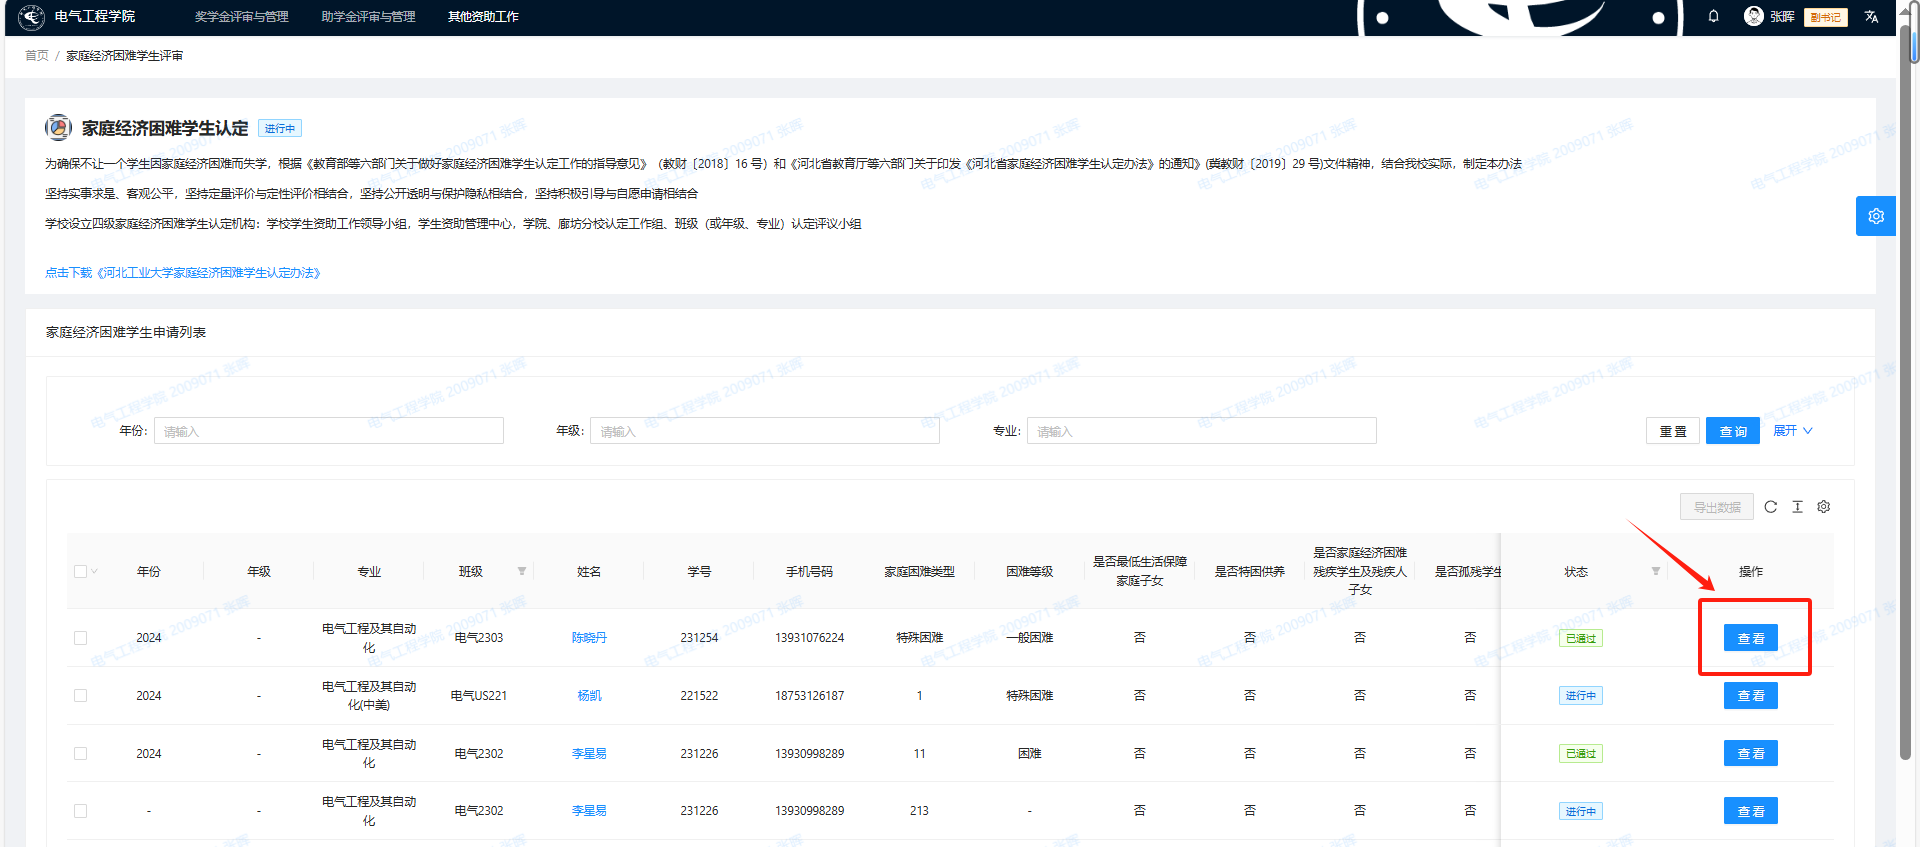 电气工程学院
奖学金评审与管理
助学金评审与管理
其他资助工作
张晖
副书记
首页 / 家庭经济困难学生评审
家庭经济困难学生认定 进行中
为确保不让一个学生因家庭经济困难而失学，根据《教育部等六部门关于做好家庭经济困难学生认定工作的指导意见》（教财〔2018〕16 号）和《河北省教育厅等六部门关于印发《河北省家庭经济困难学生认定办法》的通知》(冀教财〔2019〕29 号)文件精神，结合我校实际，制定本办法
坚持实事求是、客观公平，坚持定量评价与定性评价相结合，坚持公开透明与保护隐私相结合，坚持积极引导与自愿申请相结合
学校设立四级家庭经济困难学生认定机构：学校学生资助工作领导小组，学生资助管理中心，学院、廊坊分校认定工作组、班级（或年级、专业）认定评议小组
点击下载《河北工业大学家庭经济困难学生认定办法》
家庭经济困难学生申请列表
年份: 请输入
年级: 请输入
专业: 请输入
重置
查询
展开
导出数据
年份 年级 专业 班级 姓名 学号 手机号码 家庭困难类型 困难等级 是否最低生活保障家庭子女 是否特困供养 是否家庭经济困难残疾学生及残疾人子女 是否孤残学生 状态 操作
2024 - 电气工程及其自动化 电气2303 陈晓丹 231254 13931076224 特殊困难 一般困难 否 否 否 否 已通过 查看
2024 - 电气工程及其自动化(中美) 电气US221 杨凯 221522 18753126187 1 特殊困难 否 否 否 否 进行中 查看
2024 - 电气工程及其自动化 电气2302 李星易 231226 13930998289 11 困难 否 否 否 否 已通过 查看
- - 电气工程及其自动化 电气2302 李星易 231226 13930998289 213 - 否 否 否 否 进行中 查看
电气工程学院 2009071 张晖